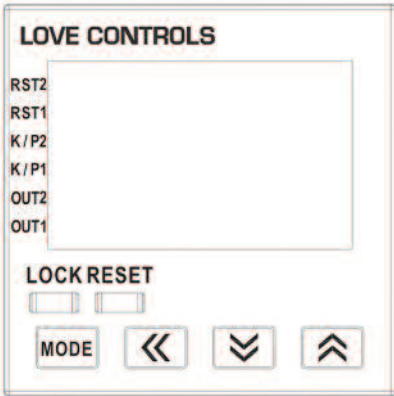 LOVE CONTROLS
RST2
RST1
K / P2
K / P1
OUT2
OUT1
LOCK RESET
MODE